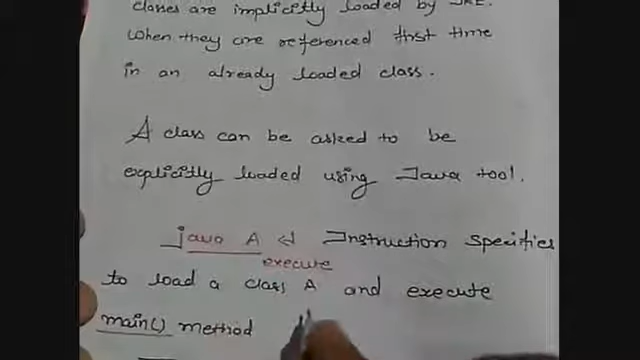 classes are implicitly loaded by JRE.
when they are referenced first time
in an already loaded class.
A class can be asked to be
explicitly loaded using Java tool.
java A ↲ Instruction specifies
execute
to load a class A and execute
main() method